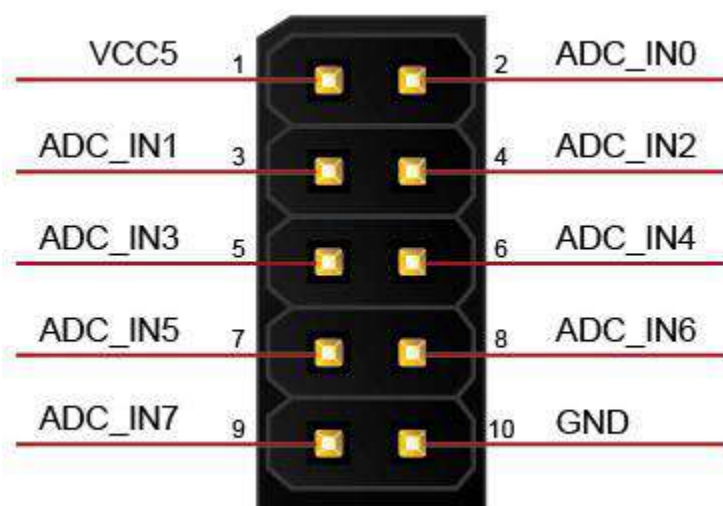 VCC5 1 2 ADC_IN0
ADC_IN1 3 4 ADC_IN2
ADC_IN3 5 6 ADC_IN4
ADC_IN5 7 8 ADC_IN6
ADC_IN7 9 10 GND